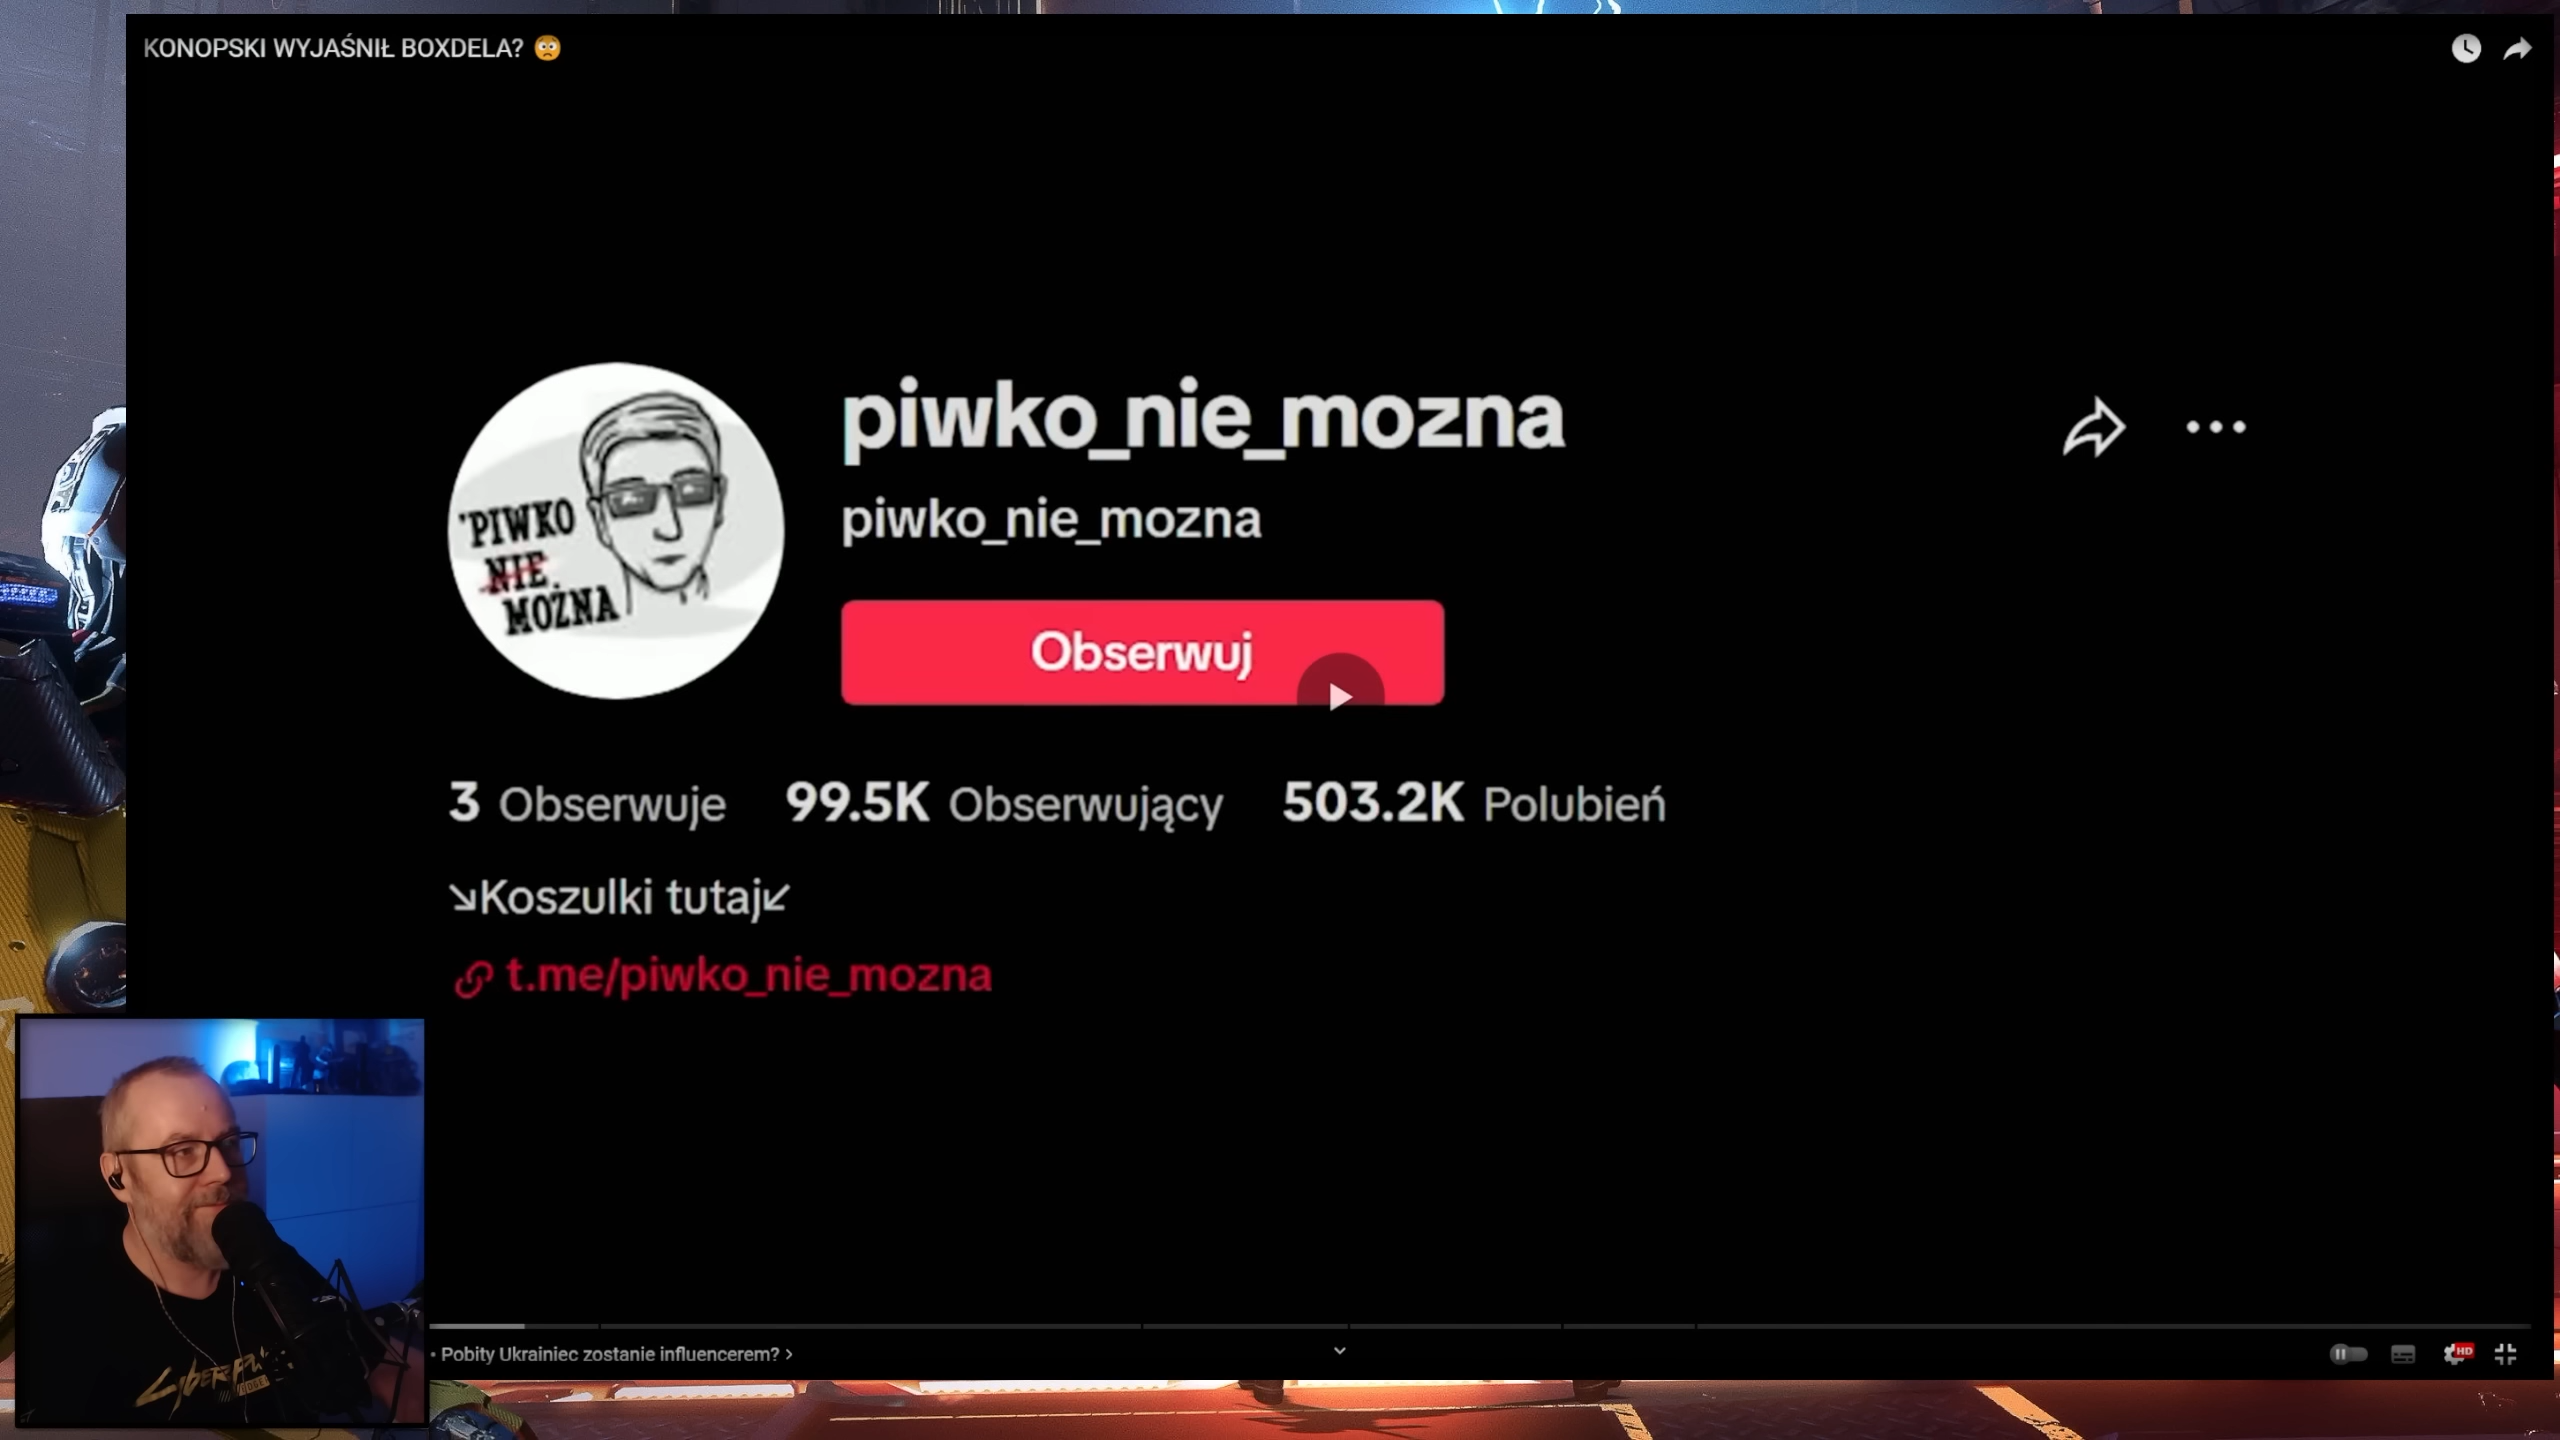 KONOPSKI WYJAŚNIŁ BOXDELA? 😳
piwko_nie_mozna
piwko_nie_mozna
'PIWKO
NIE
MOŻNA
Obserwuj
3 Obserwuje 99.5K Obserwujący 503.2K Polubień
↘Koszulki tutaj↙
t.me/piwko_nie_mozna
• Pobity Ukrainiec zostanie influencerem? ›
HD